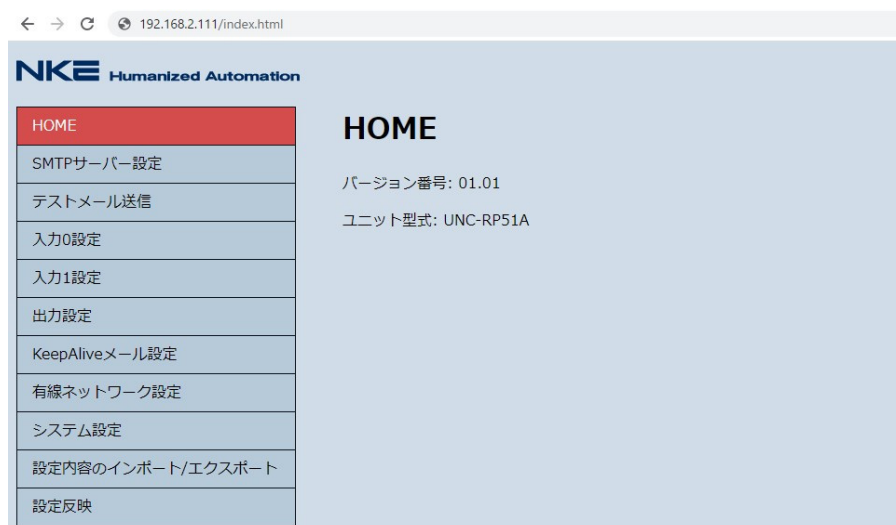 192.168.2.111/index.html
NKE Humanized Automation
HOME
SMTPサーバー設定
テストメール送信
入力0設定
入力1設定
出力設定
KeepAliveメール設定
有線ネットワーク設定
システム設定
設定内容のインポート/エクスポート
設定反映
HOME
バージョン番号: 01.01
ユニット型式: UNC-RP51A